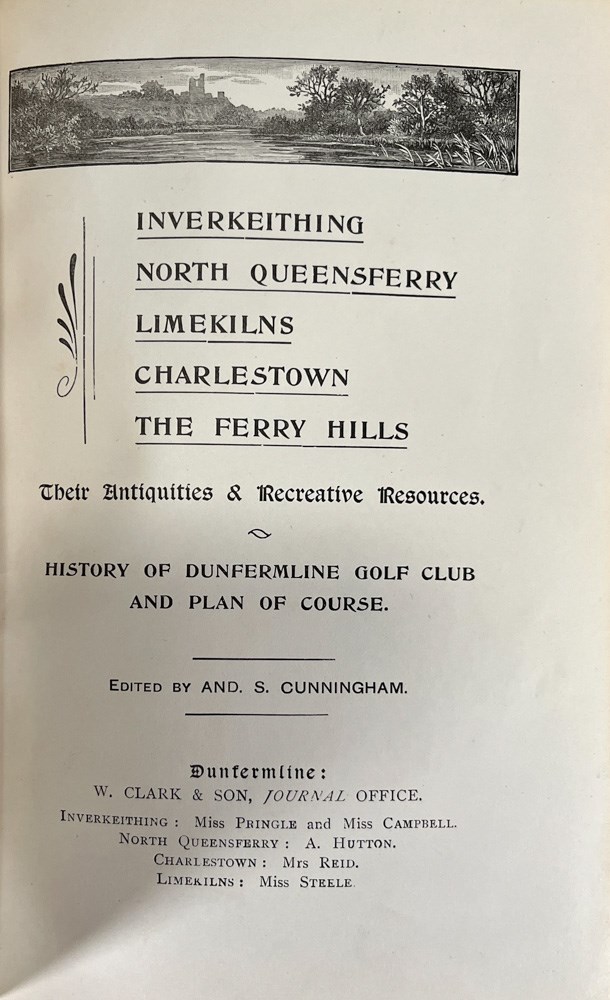 INVERKEITHING
NORTH QUEENSFERRY
LIMEKILNS
CHARLESTOWN
THE FERRY HILLS
Their Antiquities & Recreative Resources.
HISTORY OF DUNFERMLINE GOLF CLUB
AND PLAN OF COURSE.
EDITED BY AND. S. CUNNINGHAM.
Dunfermline:
W. CLARK & SON, JOURNAL OFFICE.
INVERKEITHING: Miss PRINGLE and Miss CAMPBELL.
NORTH QUEENSFERRY: A. HUTTON.
CHARLESTOWN: Mrs REID.
LIMEKILNS: Miss STEELE.